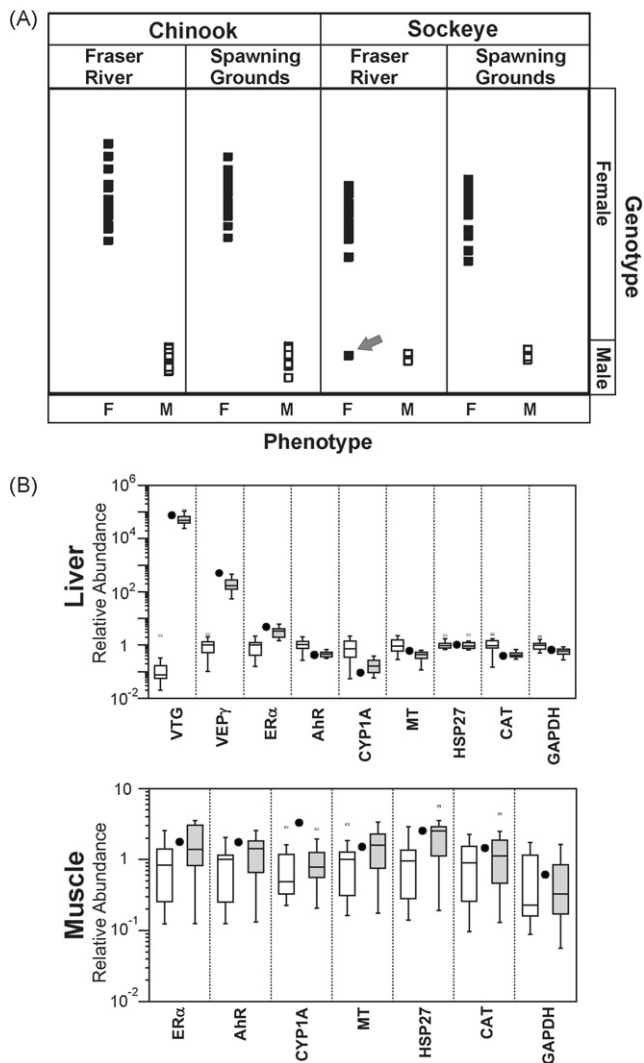 (A)
Chinook Sockeye
Fraser River Spawning Grounds Fraser River Spawning Grounds
Female
Male
Genotype
F M F M F M F M
Phenotype
(B)
Liver
Relative Abundance
10^6
10^4
10^2
1
10^-2
VTG VEPγ ERα AhR CYP1A MT HSP27 CAT GAPDH
Muscle
Relative Abundance
10
1
10^-1
10^-2
ERα AhR CYP1A MT HSP27 CAT GAPDH